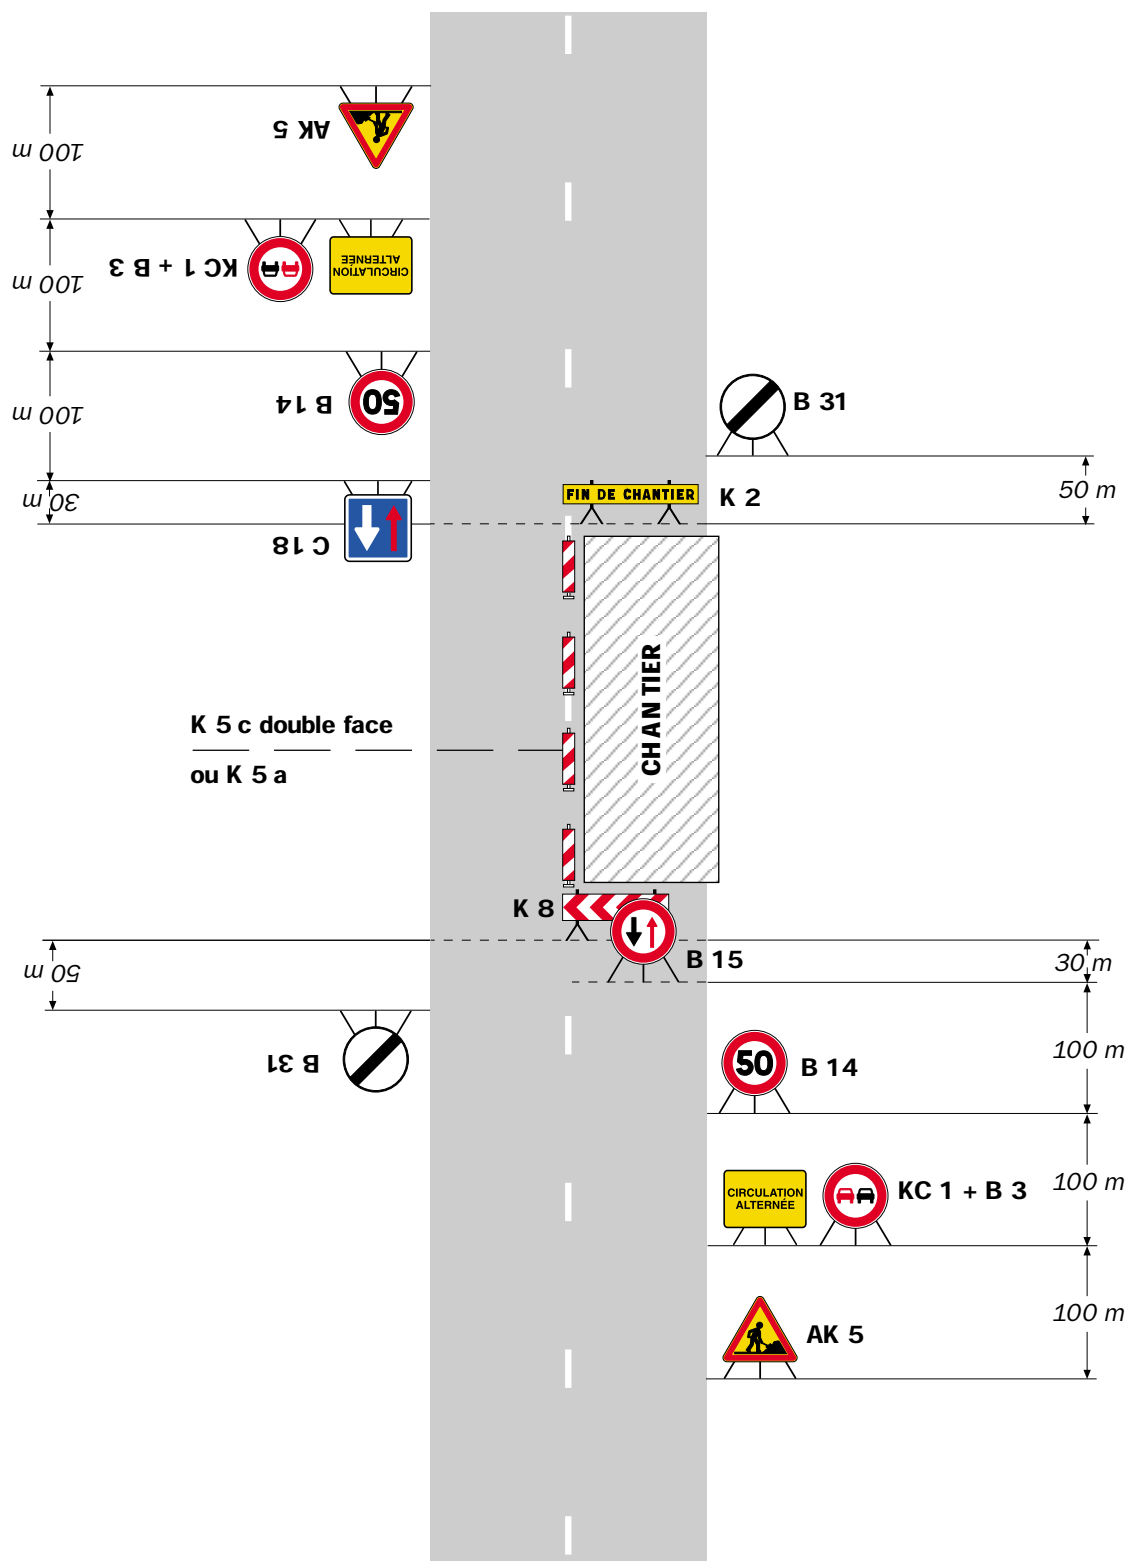 AK 5
100 m
KC 1 + B 3
CIRCULATION
ALTERNÉE
100 m
B 14
50
100 m
B 31
30 m
C 18
FIN DE CHANTIER
K 2
50 m
CHANTIER
K 5 c double face
ou K 5 a
K 8
B 15
30 m
50 m
B 31
50
B 14
100 m
CIRCULATION
ALTERNÉE
KC 1 + B 3
100 m
AK 5
100 m